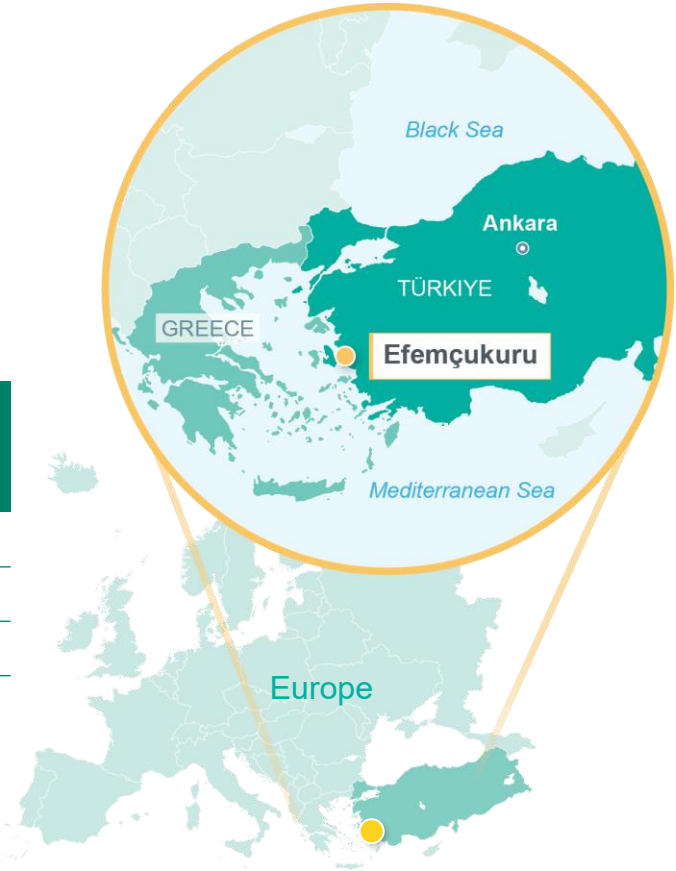 Black Sea
Ankara
TÜRKIYE
GREECE
Efemçukuru
Mediterranean Sea
Europe